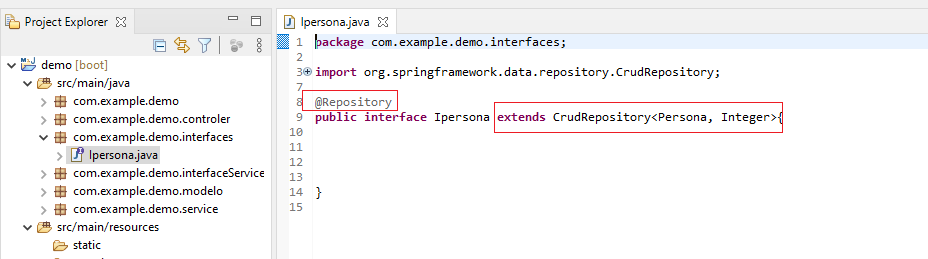 Project Explorer
demo [boot]
src/main/java
com.example.demo
com.example.demo.controler
com.example.demo.interfaces
Ipersona.java
com.example.demo.interfaceService
com.example.demo.modelo
com.example.demo.service
src/main/resources
static
Ipersona.java
1 package com.example.demo.interfaces;
2
3 import org.springframework.data.repository.CrudRepository;
7
8 @Repository
9 public interface Ipersona extends CrudRepository<Persona, Integer>{
10
11
12
13
14 }
15